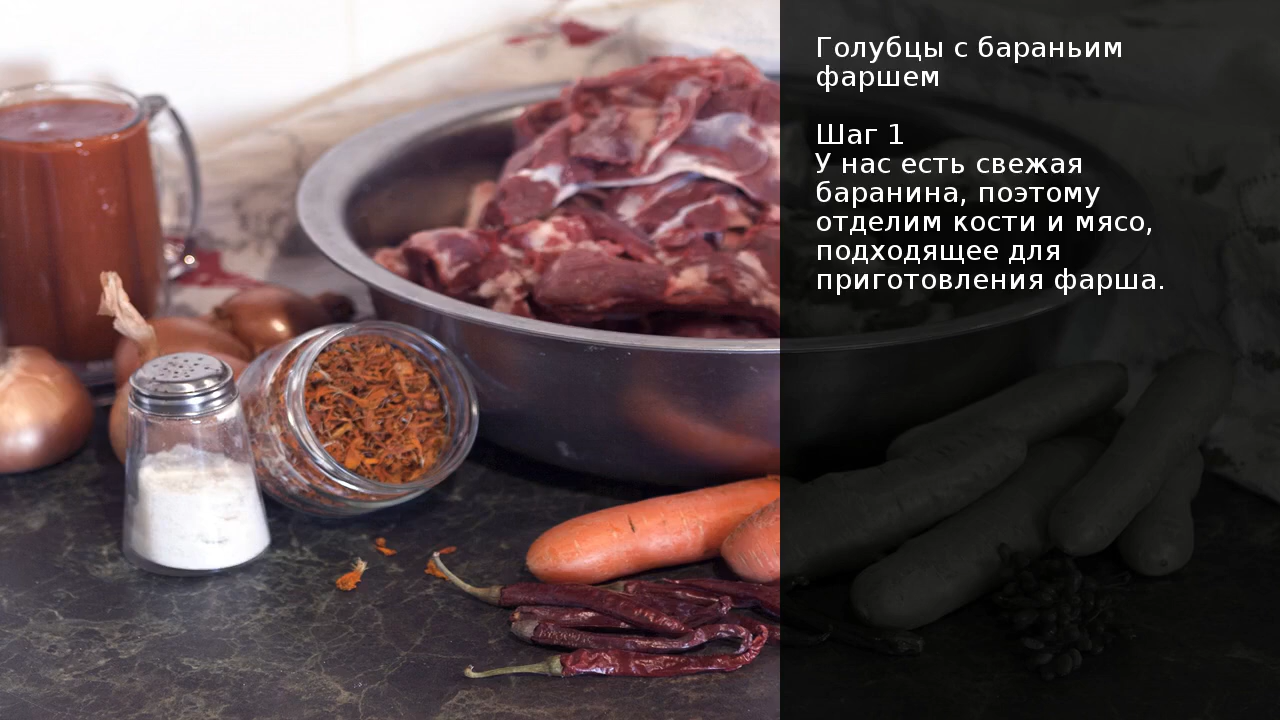 Голубцы с бараньим
фаршем
Шаг 1
У нас есть свежая
баранина, поэтому
отделим кости и мясо,
подходящее для
приготовления фарша.